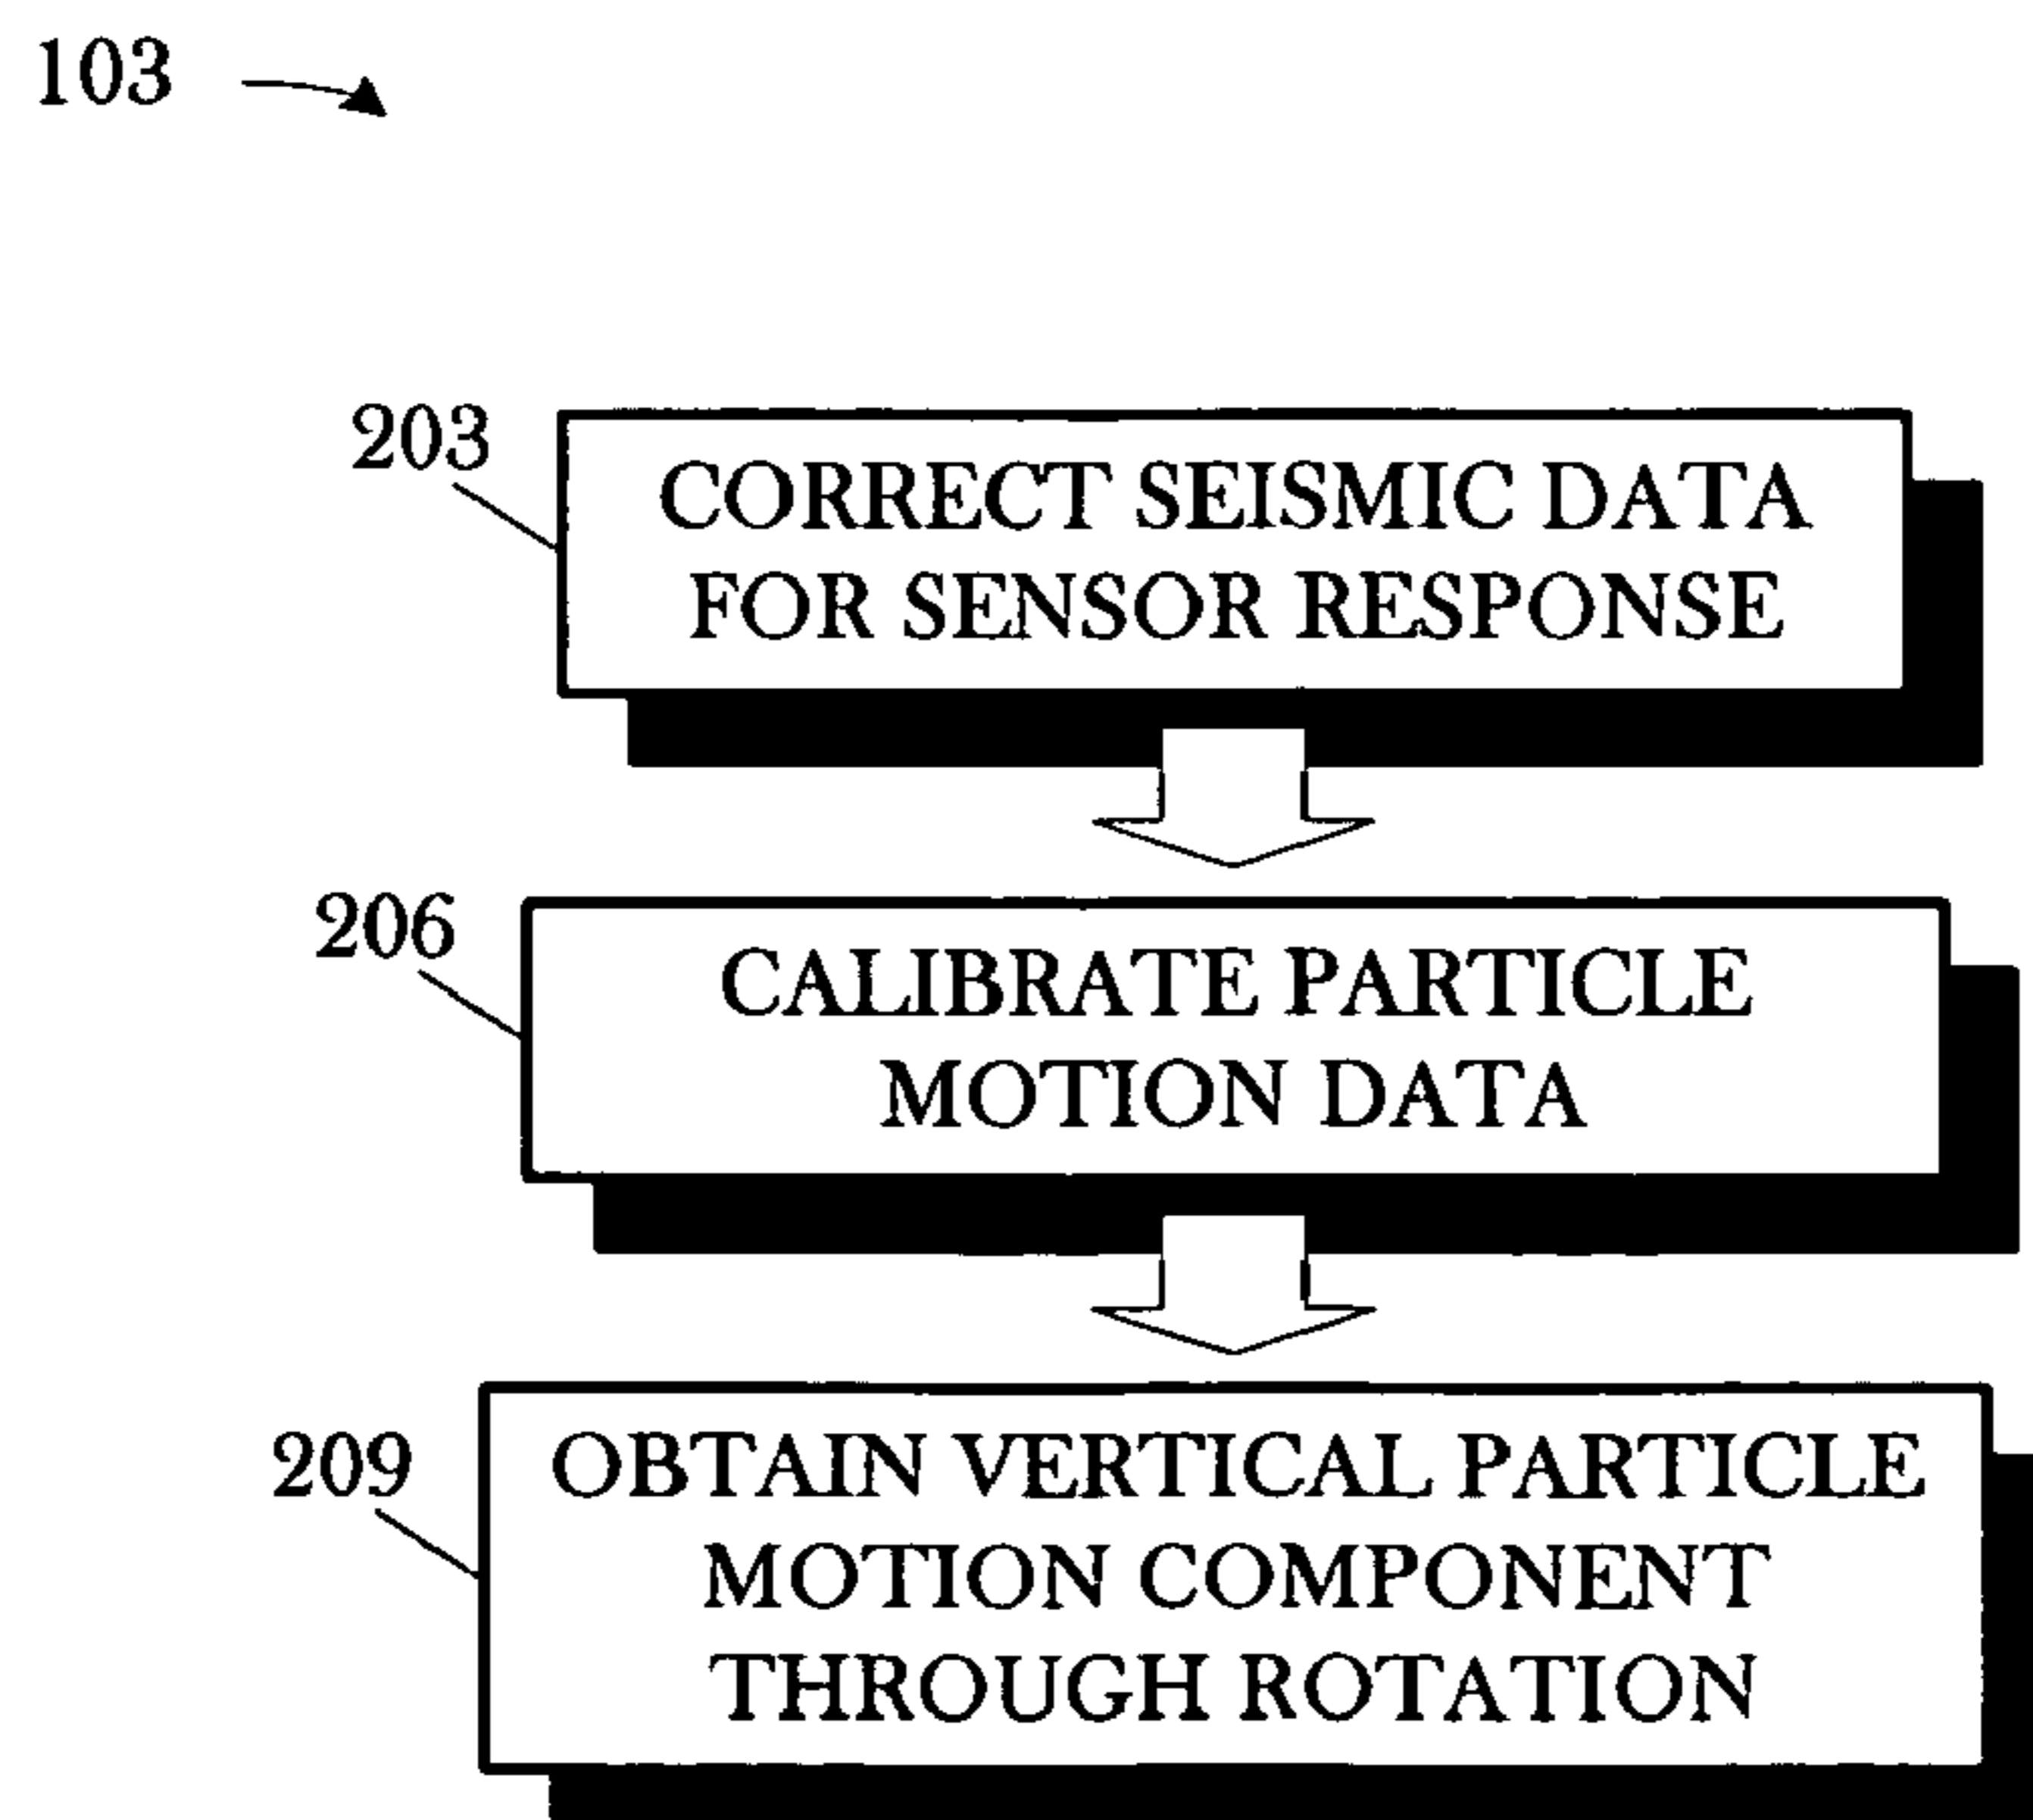 103
203
CORRECT SEISMIC DATA
FOR SENSOR RESPONSE
206
CALIBRATE PARTICLE
MOTION DATA
209
OBTAIN VERTICAL PARTICLE
MOTION COMPONENT
THROUGH ROTATION